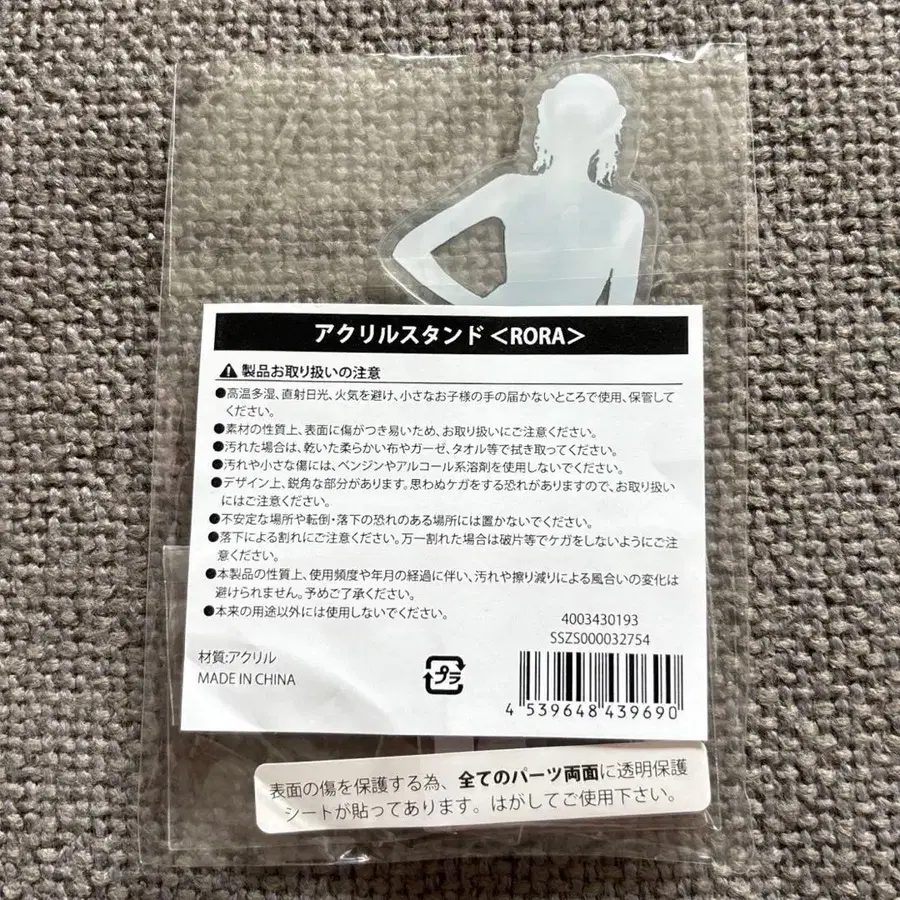 アクリルスタンド＜RORA＞
製品お取り扱いの注意
●高温多湿、直射日光、火気を避け、小さなお子様の手の届かないところで使用、保管して
ください。
●素材の性質上、表面に傷がつき易いため、お取り扱いにご注意ください。
●汚れた場合は、乾いた柔らかい布やガーゼ、タオル等で拭き取ってください。
●汚れや小さな傷には、ベンジンやアルコール系溶剤を使用しないでください。
●デザイン上、鋭角な部分があります。思わぬケガをする恐れがありますので、お取り扱い
にはご注意ください。
●不安定な場所や転倒・落下の恐れのある場所には置かないでください。
●落下による割れにご注意ください。万一割れた場合は破片等でケガをしないようにご注
意ください。
●本製品の性質上、使用頻度や年月の経過に伴い、汚れや擦り減りによる風合いの変化は
避けられません。予めご了承ください。
●本来の用途以外には使用しないでください。
4003430193
SSZS000032754
材質:アクリル
MADE IN CHINA
プラ
4 539648 439690
表面の傷を保護する為、全てのパーツ両面に透明保護
シートが貼ってあります。はがしてご使用下さい。